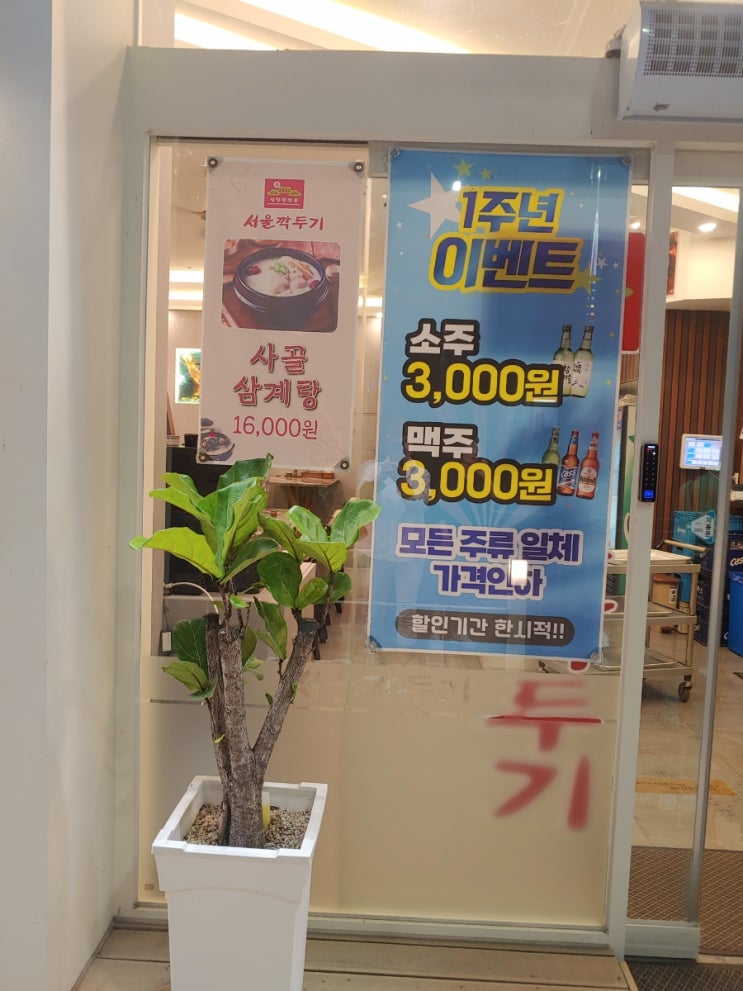 서울깍두기
사골
삼계탕
16,000원
1주년
이벤트
소주
3,000원
맥주
3,000원
Cass
모든 주류 일체
가격인하
할인기간 한시적!!
두
기
Cass